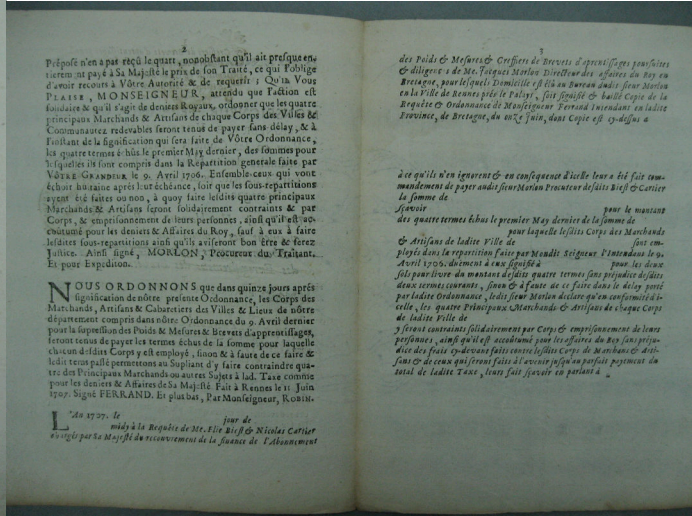 2
Préposé n'en a pas reçû le quart, nonobstant qu'il ait presque en-
tierement payé à Sa Majesté le prix de son Traité, ce qui l'oblige
d'avoir recours à Vôtre Autorité & de requerir; Qu'IL VOUS
PLAISE, MONSEIGNEUR, attendu que l'action est
solidaire & qu'il s'agit de deniers Royaux, ordonner que les quatre
principaux Marchands & Artisans de chaque Corps des Villes &
Communautez redevables seront tenus de payer sans délay, & à
l'instant de la signification qui sera faite de Vôtre Ordonnance,
les quatre termes échus le premier May dernier, des sommes pour
lesquelles ils sont compris dans la Repartition generale faite par
VÔTRE GRANDEUR le 9. Avril 1706. Ensemble ceux qui vont
échoir huitaine après leur échéance, soit que les sous-repartitions
ayent été faites ou non, à quoy faire lesdits quatre principaux
Marchands & Artisans seront solidairement contraints & par
Corps, & emprisonnement de leurs personnes, ainsi qu'il est ac-
coûtumé pour les deniers & Affaires du Roy, sauf à eux à faire
lesdites sous-repartitions ainsi qu'ils aviseront bon être & ferez
Justice. Ainsi signé, MORLON, Procureur du Traitant.
Et pour Expedition.
NOUS ORDONNONS que dans quinze jours aprés
signification de nôtre presente Ordonnance, les Corps des
Marchands, Artisans & Cabaretiers des Villes & Lieux de nôtre
département compris dans nôtre Ordonnance du 9. Avril dernier
pour la supression des Poids & Mesures & Brevets d'apprentissages,
seront tenus de payer les termes échus de la somme pour laquelle
chacun desdits Corps y est employé, sinon & à faute de ce faire &
ledit tems passé permettons au Supliant d'y faire contraindre qua-
tre des Principaux Marchands ou autres Sujets à lad. Taxe comme
pour les deniers & Affaires de Sa Majesté Fait à Rennes le 11 Juin
1707. Signé FERRAND. Et plus bas, Par Monseigneur, ROBIN.
L'An 1707. le jour de
midy à la Requête de Me. Elie Biest & Nicolas Cartier
chargés par Sa Majesté du recouvrement de la finance de l'Abonnement
3
des Poids & Mesures & Greffiers de Brevets d'aprentissages poursuites
& diligences de Me. Jacques Morlon Directeur des affaires du Roy en
Bretagne, pour lesquels Domicille est élû au Bureau dudit sieur Morlon
en la Ville de Rennes prés le Palais, soit signifié & baillé Copie de la
Requête & Ordonnance de Monseigneur Ferrand Intendant en ladite
Province, de Bretagne, du onze Juin, dont Copie est cy-dessus à
à ce qu'ils n'en ignorent & en consequence d'icelle leur a été fait com-
mandement de payer audit sieur Morlon Procureur desdits Biest & Cartier
la somme de
sçavoir pour le montant
des quatre termes échus le premier May dernier de la somme de
pour laquelle lesdits Corps des Marchands
& Artisans de ladite Ville de sont em-
ployés dans la repartition faite par Mondit Seigneur l'Intendant le 9.
Avril 1706. duëment à eux signifié à pour les deux
sols pour livre du montant desdits quatre termes sans préjudice desdits
deux termes courants, sinon & à faute de ce faire dans le delay porté
par ladite Ordonnance, ledit sieur Morlon declare qu'en conformité d'i-
celle, les quatre Principaux Marchands & Artisans de chaque Corps
de ladite Ville de
y seront contraints solidairement par Corps & emprisonnement de leurs
personnes, ainsi qu'il est accoûtumé pour les affaires du Roy sans préju-
dice des frais cy-devant faits contre lesdits Corps de Marchans & Arti-
sans & de ceux qui seront faits à l'avenir jusqu'au parfait payement du
total de ladite Taxe, leurs fait sçavoir en parlant à